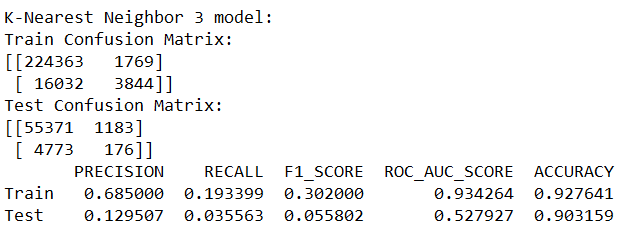 K-Nearest Neighbor 3 model:
Train Confusion Matrix:
[[224363   1769]
 [ 16032   3844]]
Test Confusion Matrix:
[[55371  1183]
 [ 4773   176]]
       PRECISION    RECALL  F1_SCORE  ROC_AUC_SCORE  ACCURACY
Train   0.685000  0.193399  0.302000       0.934264  0.927641
Test    0.129507  0.035563  0.055802       0.527927  0.903159